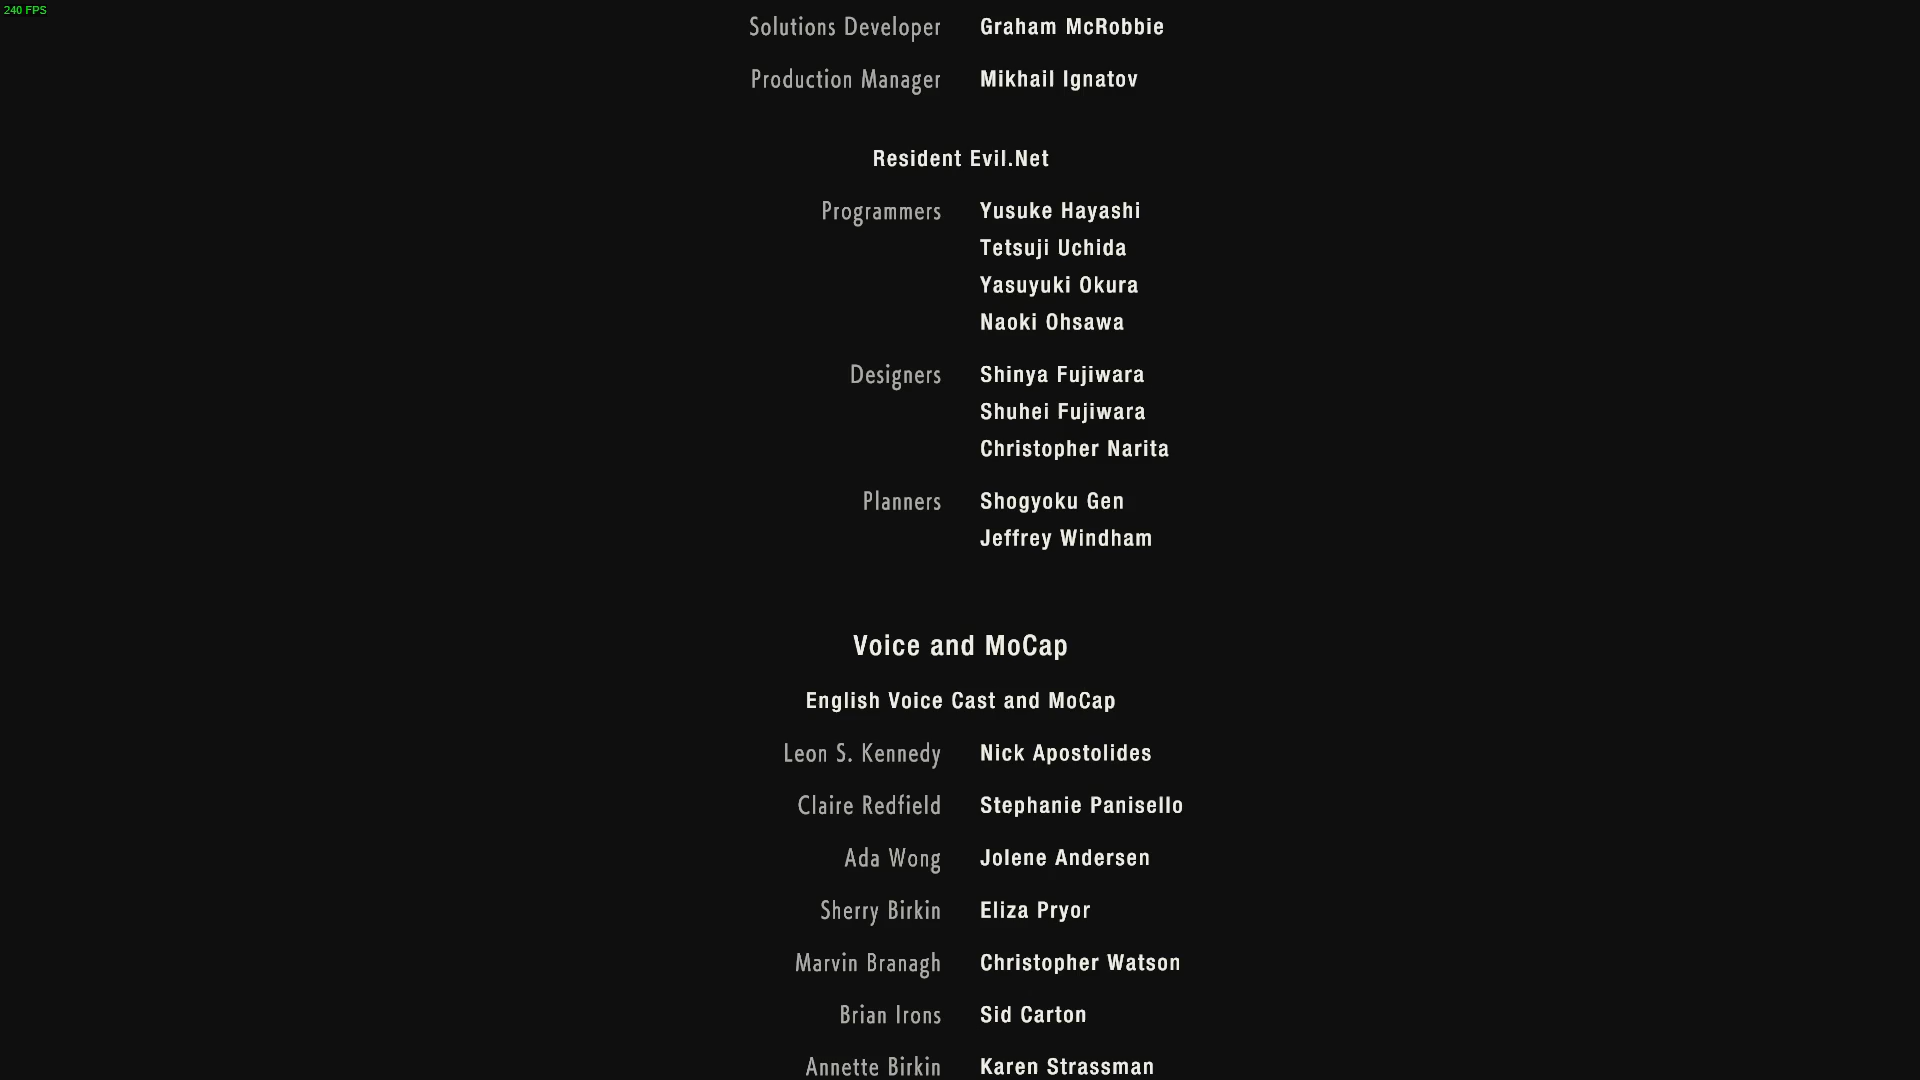 240 FPS
Solutions Developer Graham McRobbie
Production Manager Mikhail Ignatov
Resident Evil.Net
Programmers Yusuke Hayashi
Tetsuji Uchida
Yasuyuki Okura
Naoki Ohsawa
Designers Shinya Fujiwara
Shuhei Fujiwara
Christopher Narita
Planners Shogyoku Gen
Jeffrey Windham
Voice and MoCap
English Voice Cast and MoCap
Leon S. Kennedy Nick Apostolides
Claire Redfield Stephanie Panisello
Ada Wong Jolene Andersen
Sherry Birkin Eliza Pryor
Marvin Branagh Christopher Watson
Brian Irons Sid Carton
Annette Birkin Karen Strassman